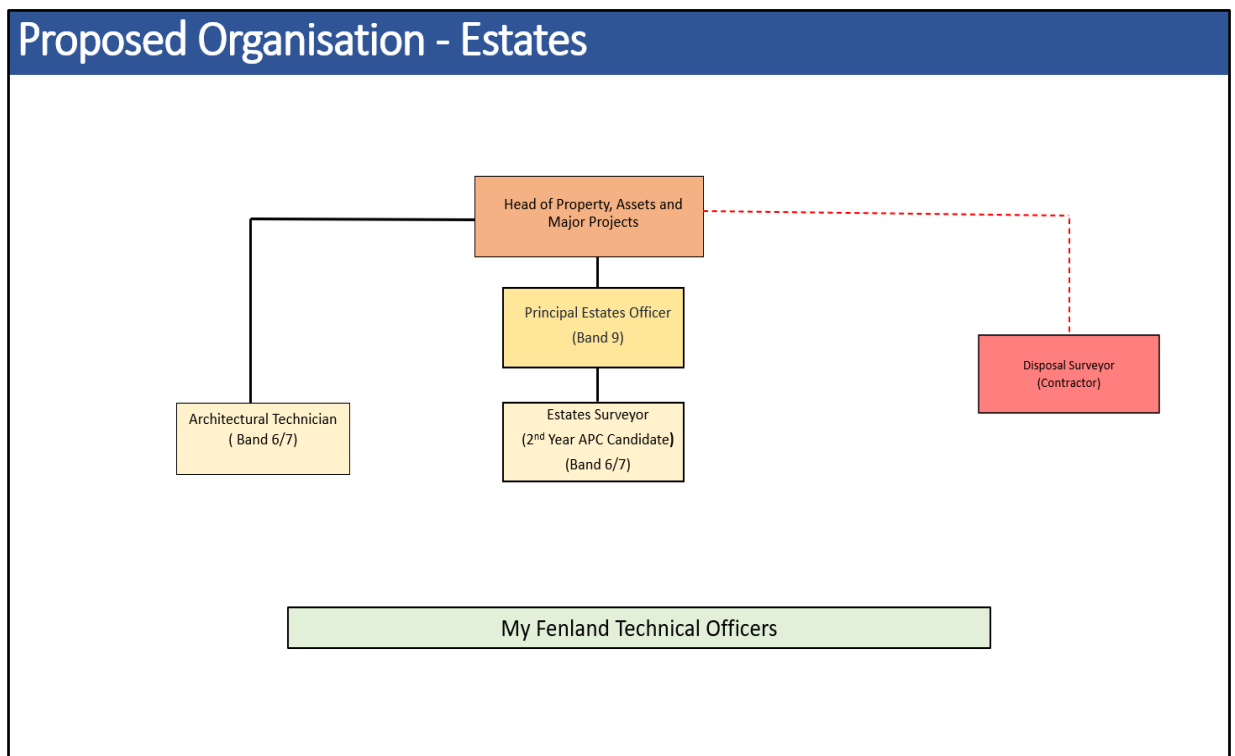 Proposed Organisation - Estates
Head of Property, Assets and
Major Projects
Principal Estates Officer
(Band 9)
Disposal Surveyor
(Contractor)
Architectural Technician
( Band 6/7)
Estates Surveyor
(2nd Year APC Candidate)
(Band 6/7)
My Fenland Technical Officers